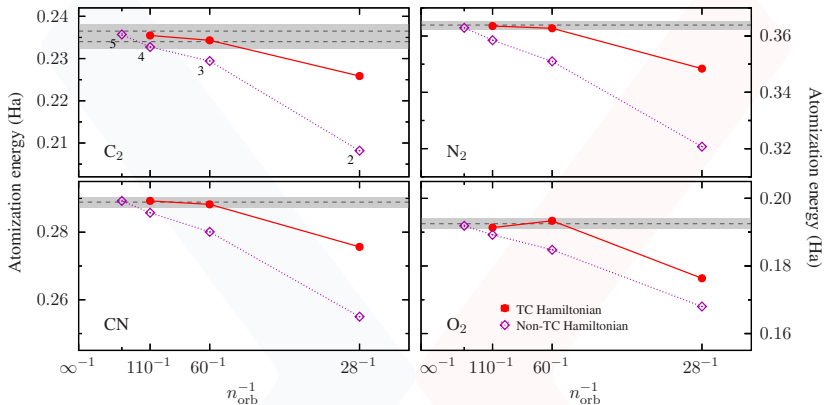 Atomization energy (Ha)
0.24
0.23
0.22
0.21
5
4
3
2
C₂
0.36
0.34
0.32
N₂
Atomization energy (Ha)
0.28
0.26
CN
0.20
0.18
0.16
O₂
TC Hamiltonian
Non-TC Hamiltonian
∞⁻¹ 110⁻¹ 60⁻¹ 28⁻¹
n⁻¹orb
∞⁻¹ 110⁻¹ 60⁻¹ 28⁻¹
n⁻¹orb